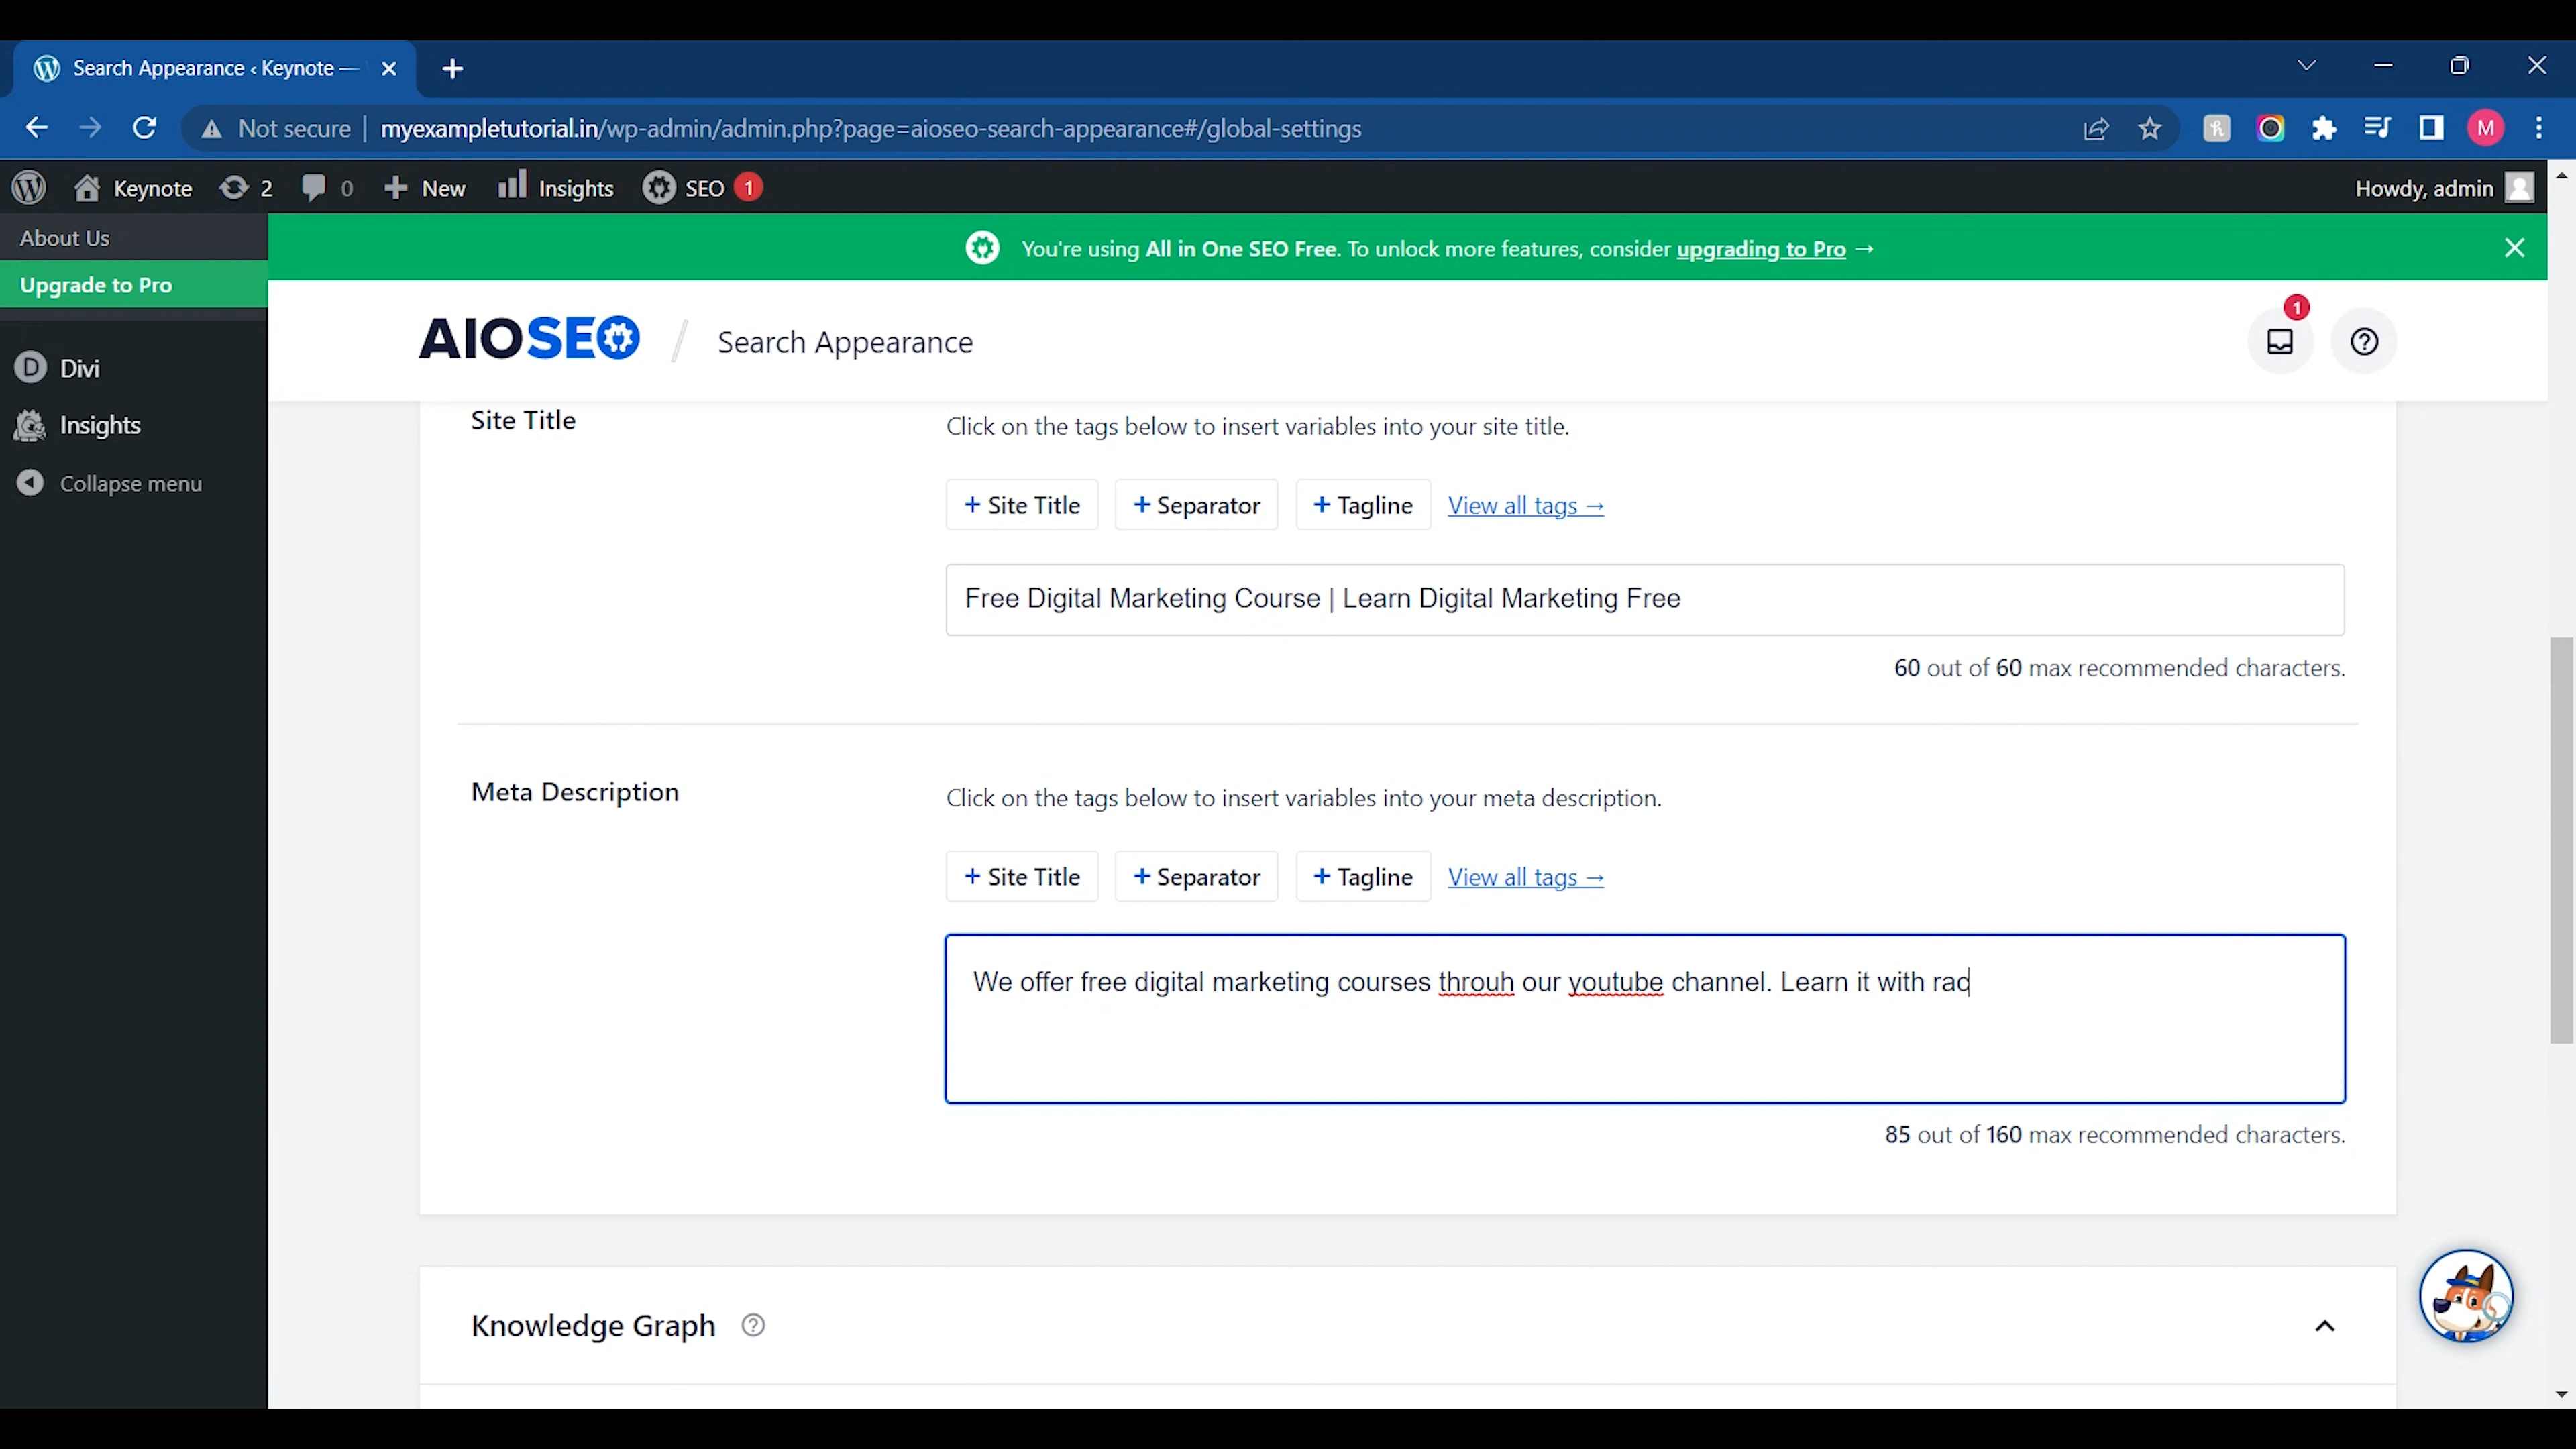 Search Appearance ‹ Keynote —
Not secure myexampletutorial.in/wp-admin/admin.php?page=aioseo-search-appearance#/global-settings
M
Keynote 2 0 + New Insights SEO 1 Howdy, admin
About Us
Upgrade to Pro
Divi
Insights
Collapse menu
You're using All in One SEO Free. To unlock more features, consider upgrading to Pro →
AIOSEO / Search Appearance
1
Site Title
Click on the tags below to insert variables into your site title.
+ Site Title + Separator + Tagline View all tags →
Free Digital Marketing Course | Learn Digital Marketing Free
60 out of 60 max recommended characters.
Meta Description
Click on the tags below to insert variables into your meta description.
+ Site Title + Separator + Tagline View all tags →
We offer free digital marketing courses throuh our youtube channel. Learn it with rac
85 out of 160 max recommended characters.
Knowledge Graph